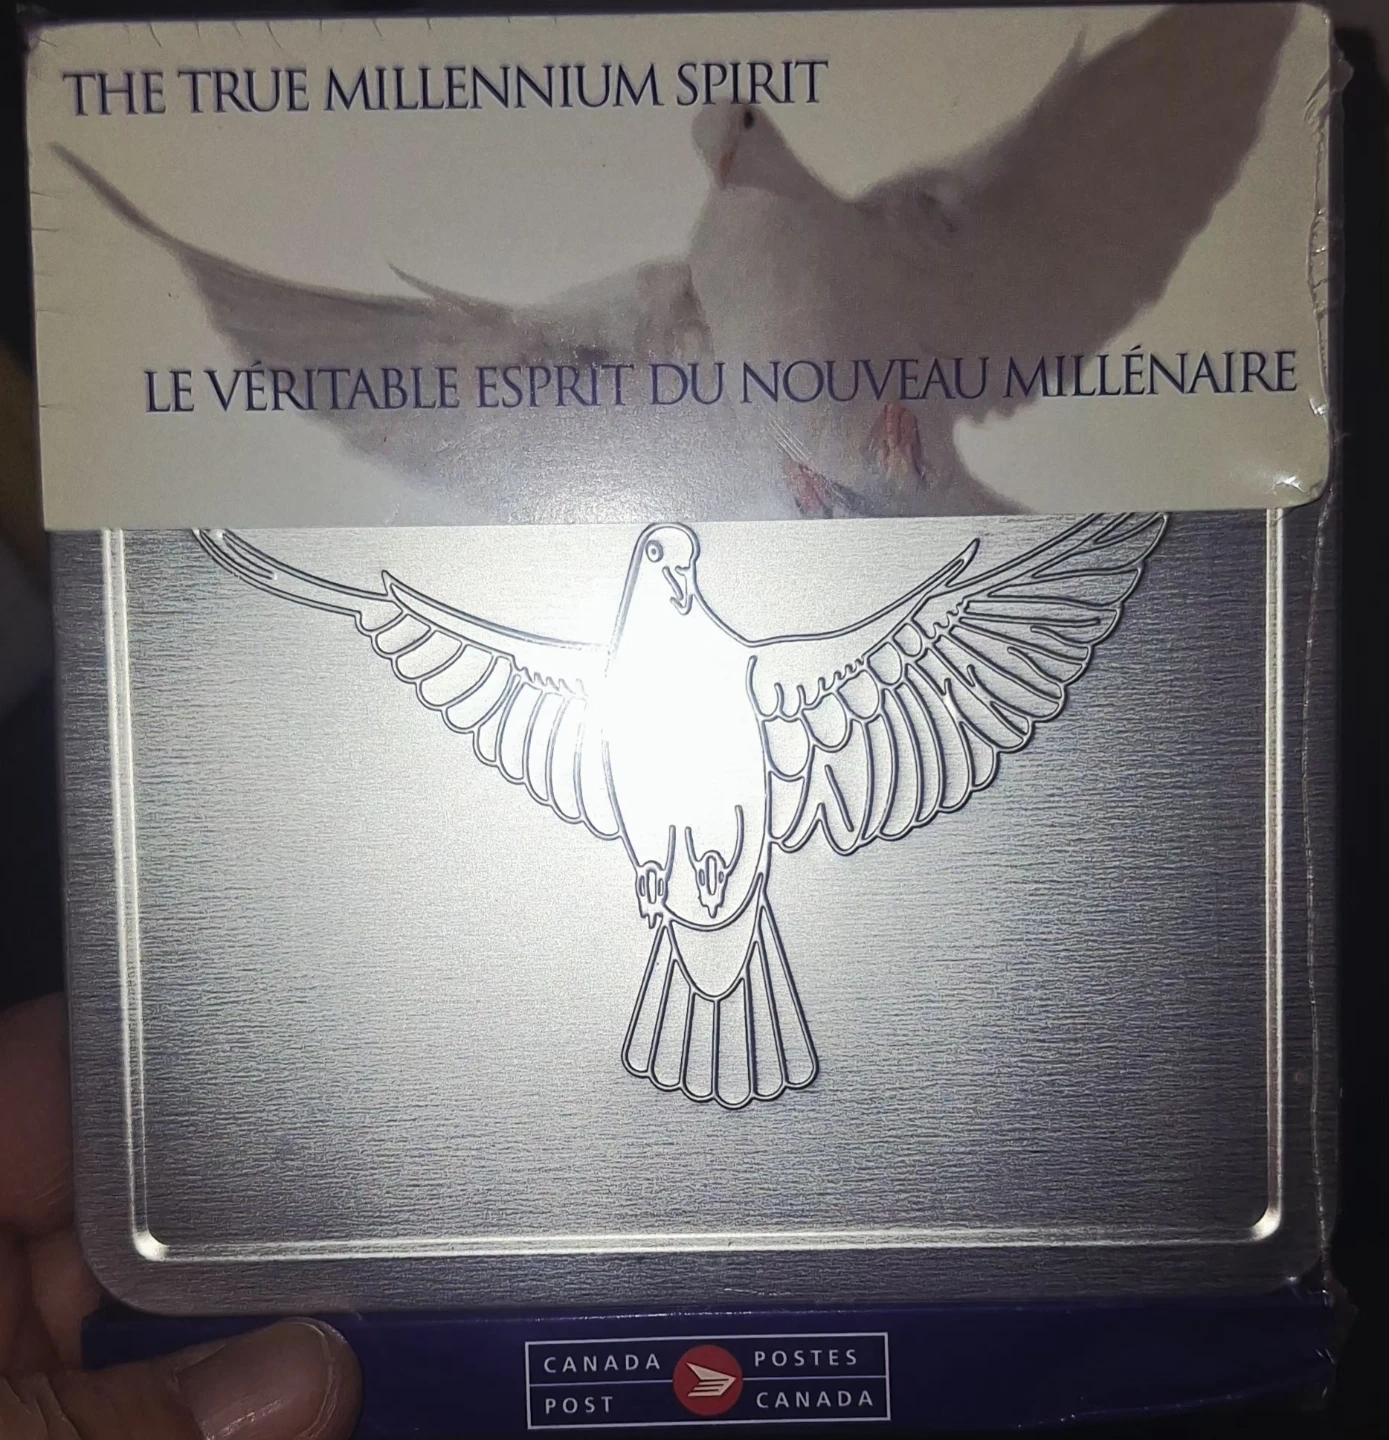 THE TRUE MILLENNIUM SPIRIT
LE VÉRITABLE ESPRIT DU NOUVEAU MILLÉNAIRE
CANADA POSTES
POST CANADA